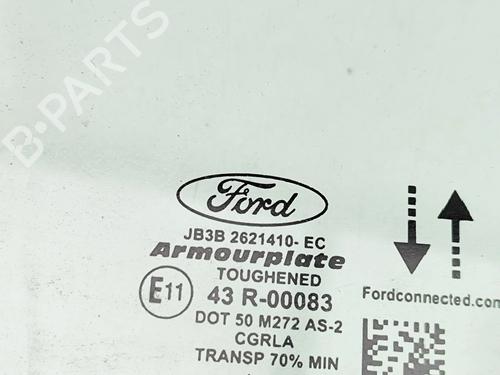 B-PARTS
Ford
JB3B 2621410- EC
Armourplate
TOUGHENED
E11 43 R-00083
DOT 50 M272 AS-2
CGRLA
TRANSP 70% MIN
Fordconnected.com